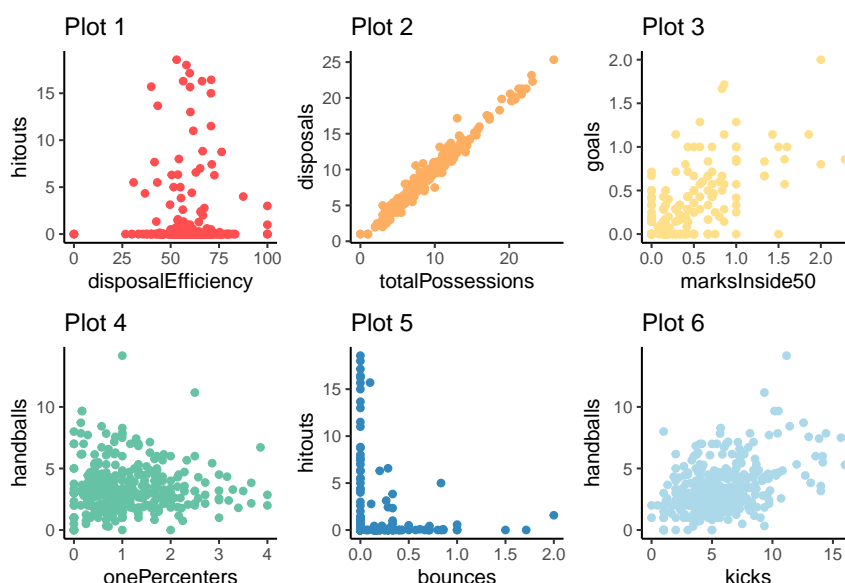 Plot 1
hitouts
15
10
5
0
0 25 50 75 100
disposalEfficiency
Plot 2
disposals
25
20
15
10
5
0
0 10 20
totalPossessions
Plot 3
goals
2.0
1.5
1.0
0.5
0.0
0.0 0.5 1.0 1.5 2.0
marksInside50
Plot 4
handballs
10
5
0
0 1 2 3 4
onePercenters
Plot 5
hitouts
15
10
5
0
0.0 0.5 1.0 1.5 2.0
bounces
Plot 6
handballs
10
5
0
0 5 10 15
kicks